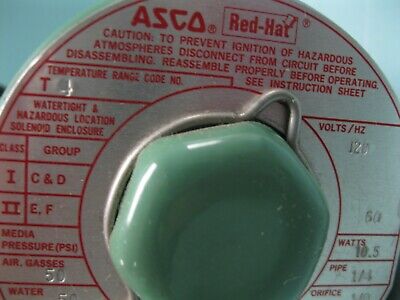 ASCO Red-Hat®
CAUTION: TO PREVENT IGNITION OF HAZARDOUS
ATMOSPHERES DISCONNECT FROM CIRCUIT BEFORE
DISASSEMBLING. REASSEMBLE PROPERLY BEFORE OPERATING.
TEMPERATURE RANGE CODE NO. SEE INSTRUCTION SHEET
T 4
WATERTIGHT &
HAZARDOUS LOCATION
SOLENOID ENCLOSURE
CLASS GROUP
I C & D
II E, F
MEDIA
PRESSURE(PSI)
AIR. GASSES
50
WATER 50
VOLTS/HZ
120
60
WATTS
10.5
PIPE
1/4
ORIFICE